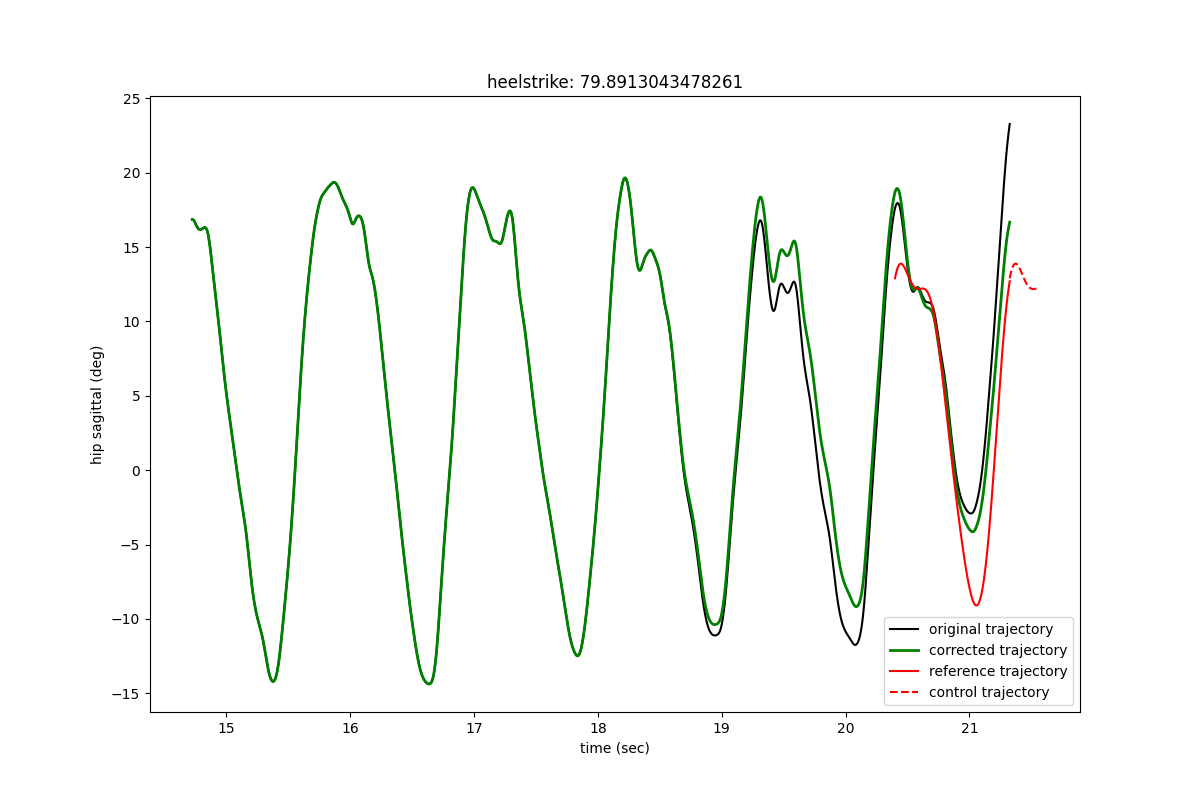 heelstrike: 79.8913043478261
25
20
15
10
5
0
−5
−10
−15
hip sagittal (deg)
original trajectory
corrected trajectory
reference trajectory
control trajectory
15 16 17 18 19 20 21
time (sec)